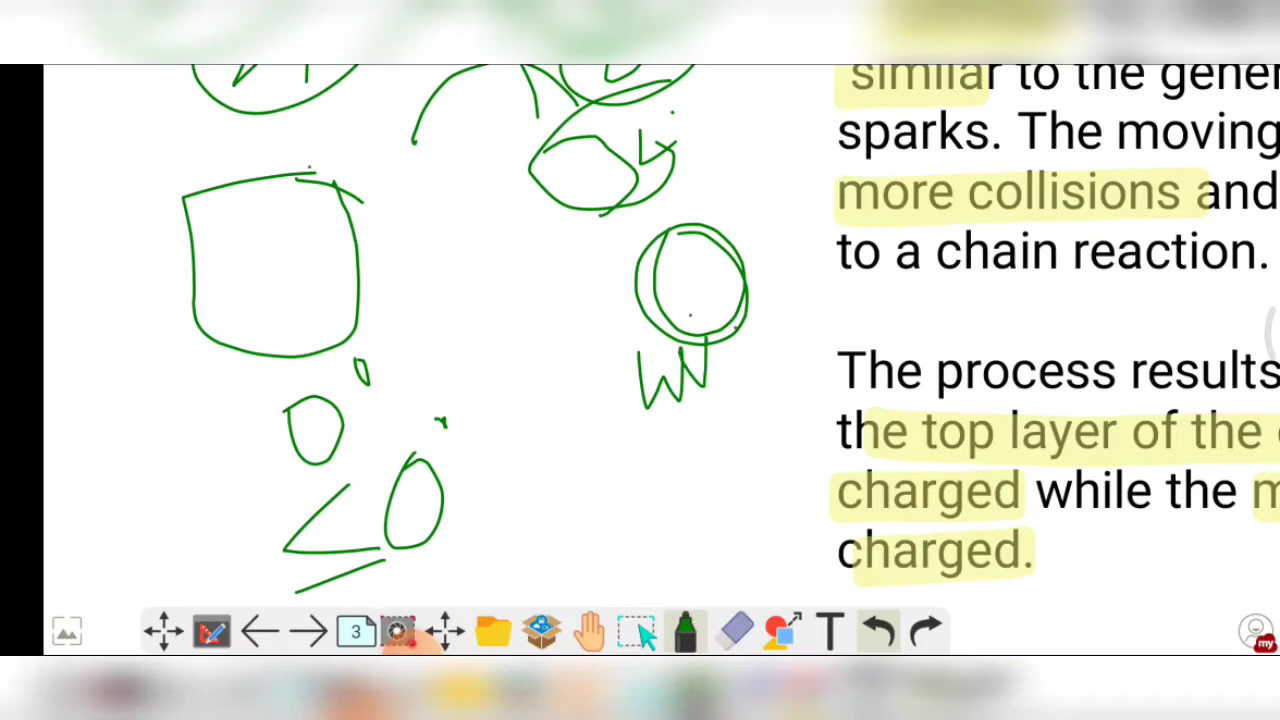 similar to the gener
sparks. The moving
more collisions and
to a chain reaction.
The process results
the top layer of the
charged while the m
charged.
3
T
my